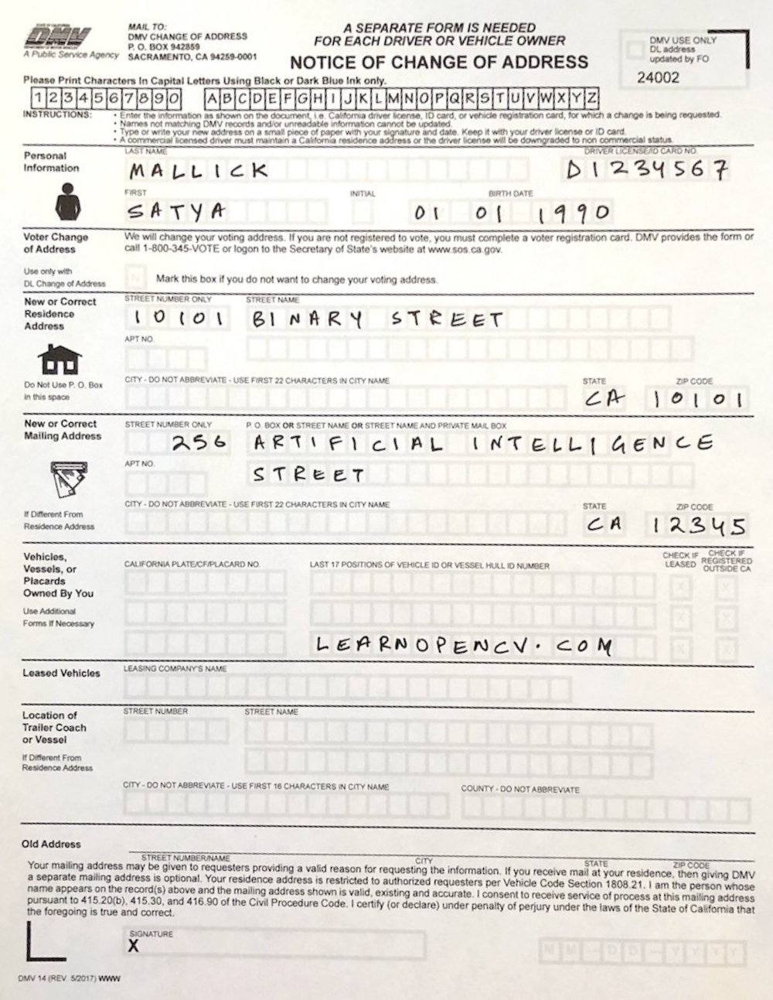 STATE OF CALIFORNIA
DMV
DEPARTMENT OF MOTOR VEHICLES
A Public Service Agency
MAIL TO:
DMV CHANGE OF ADDRESS
P. O. BOX 942859
SACRAMENTO, CA 94259-0001
A SEPARATE FORM IS NEEDED
FOR EACH DRIVER OR VEHICLE OWNER
NOTICE OF CHANGE OF ADDRESS
DMV USE ONLY
DL address
updated by FO
24002
Please Print Characters In Capital Letters Using Black or Dark Blue Ink only.
1 2 3 4 5 6 7 8 9 0 A B C D E F G H I J K L M N O P Q R S T U V W X Y Z
INSTRUCTIONS: • Enter the information as shown on the document, i.e. California driver license, ID card, or vehicle registration card, for which a change is being requested.
• Names not matching DMV records and/or unreadable information cannot be updated.
• Type or write your new address on a small piece of paper with your signature and date. Keep it with your driver license or ID card.
• A commercial licensed driver must maintain a California residence address or the driver license will be downgraded to non commercial status.
Personal
Information
LAST NAME DRIVER LICENSE/ID CARD NO.
MALLICK D1234567
FIRST INITIAL BIRTH DATE
SATYA 01 01 1990
Voter Change
of Address
We will change your voting address. If you are not registered to vote, you must complete a voter registration card. DMV provides the form or
call 1-800-345-VOTE or logon to the Secretary of State's website at www.sos.ca.gov.
Use only with
DL Change of Address
N Mark this box if you do not want to change your voting address.
New or Correct
Residence
Address
STREET NUMBER ONLY STREET NAME
10101 BINARY STREET
APT NO.
Do Not Use P. O. Box
in this space
CITY - DO NOT ABBREVIATE - USE FIRST 22 CHARACTERS IN CITY NAME STATE ZIP CODE
CA 10101
New or Correct
Mailing Address
STREET NUMBER ONLY P. O. BOX OR STREET NAME OR STREET NAME AND PRIVATE MAIL BOX
256 ARTIFICIAL INTELLIGENCE
APT NO.
STREET
If Different From
Residence Address
CITY - DO NOT ABBREVIATE - USE FIRST 22 CHARACTERS IN CITY NAME STATE ZIP CODE
CA 12345
Vehicles,
Vessels, or
Placards
Owned By You
Use Additional
Forms If Necessary
CALIFORNIA PLATE/CF/PLACARD NO. LAST 17 POSITIONS OF VEHICLE ID OR VESSEL HULL ID NUMBER
CHECK IF
LEASED
CHECK IF
REGISTERED
OUTSIDE CA
X X
X X
LEARNOPENCV.COM X X
Leased Vehicles
LEASING COMPANY'S NAME
Location of
Trailer Coach
or Vessel
If Different From
Residence Address
STREET NUMBER STREET NAME
CITY - DO NOT ABBREVIATE - USE FIRST 16 CHARACTERS IN CITY NAME COUNTY - DO NOT ABBREVIATE
Old Address
STREET NUMBER/NAME CITY STATE ZIP CODE
Your mailing address may be given to requesters providing a valid reason for requesting the information. If you receive mail at your residence, then giving DMV
a separate mailing address is optional. Your residence address is restricted to authorized requesters per Vehicle Code Section 1808.21. I am the person whose
name appears on the record(s) above and the mailing address shown is valid, existing and accurate. I consent to receive service of process at this mailing address
pursuant to 415.20(b), 415.30, and 416.90 of the Civil Procedure Code. I certify (or declare) under penalty of perjury under the laws of the State of California that
the foregoing is true and correct.
SIGNATURE
X
M M — D D — Y Y Y Y
DMV 14 (REV. 5/2017) WWW